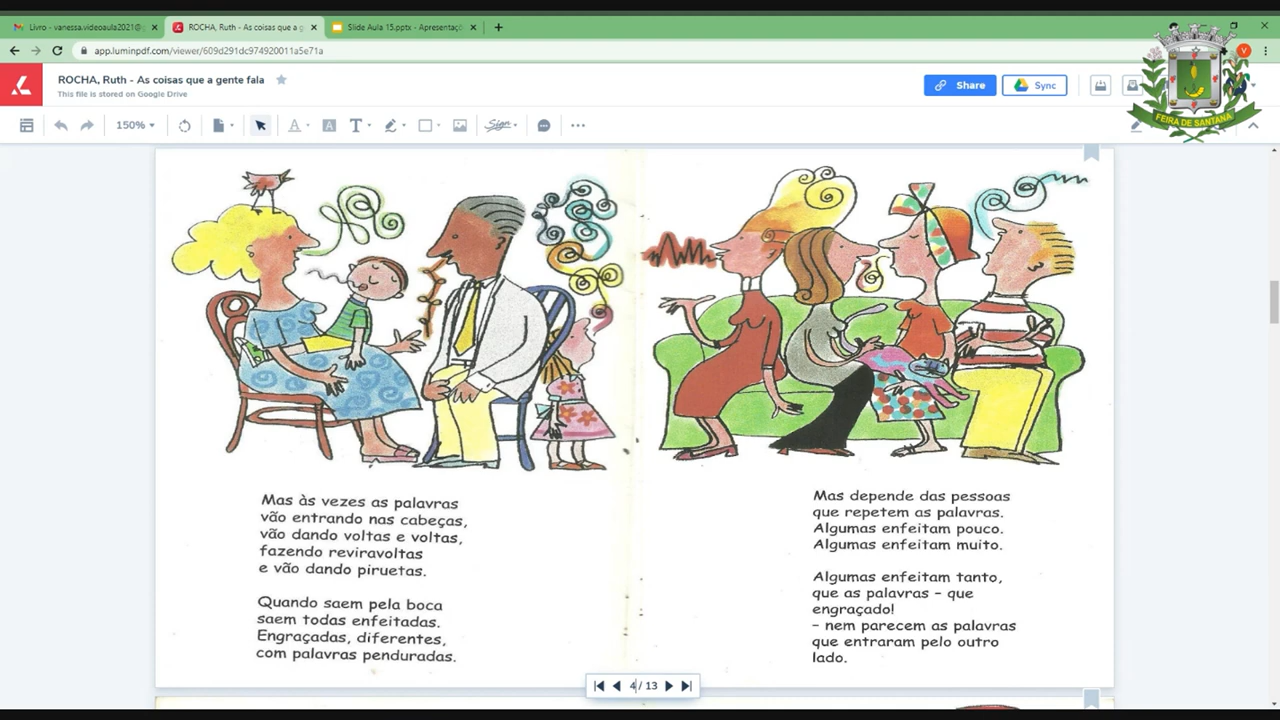 Livro - vanessa.videoaula2021@g
ROCHA, Ruth - As coisas que a g
Slide Aula 15.pptx - Apresentaçã
app.luminpdf.com/viewer/609d291dc974920011a5e71a
V
ROCHA, Ruth - As coisas que a gente fala
This file is stored on Google Drive
Share
Sync
FEIRA DE SANTANA
150%
A
A
T
Sign
Mas às vezes as palavras
vão entrando nas cabeças,
vão dando voltas e voltas,
fazendo reviravoltas
e vão dando piruetas.
Quando saem pela boca
saem todas enfeitadas.
Engraçadas, diferentes,
com palavras penduradas.
Mas depende das pessoas
que repetem as palavras.
Algumas enfeitam pouco.
Algumas enfeitam muito.
Algumas enfeitam tanto,
que as palavras – que
engraçado!
– nem parecem as palavras
que entraram pelo outro
lado.
4 / 13